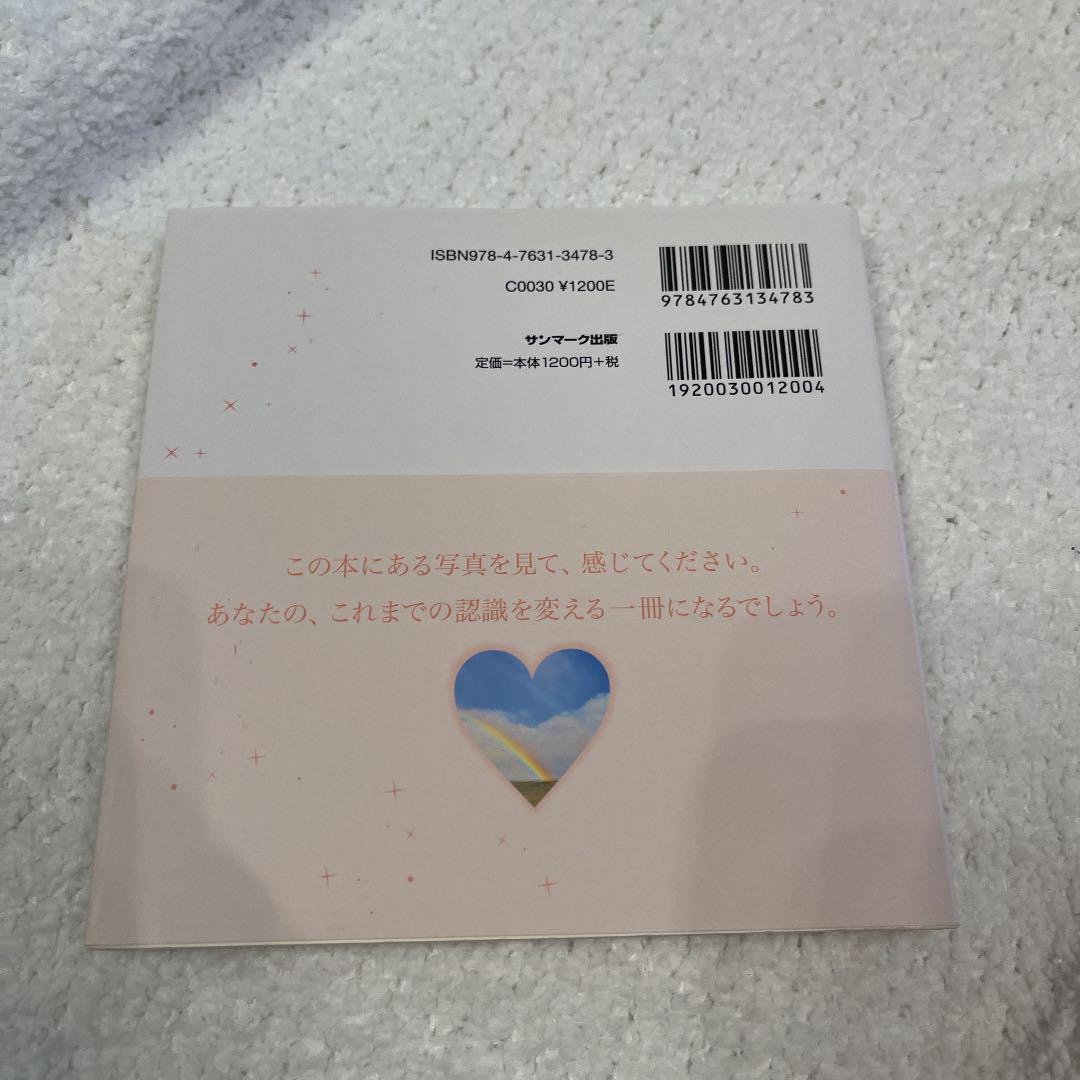 ISBN978-4-7631-3478-3
C0030 ¥1200E
サンマーク出版
定価=本体1200円+税
9784763134783
1920030012004
この本にある写真を見て、感じてください。
あなたの、これまでの認識を変える一冊になるでしょう。